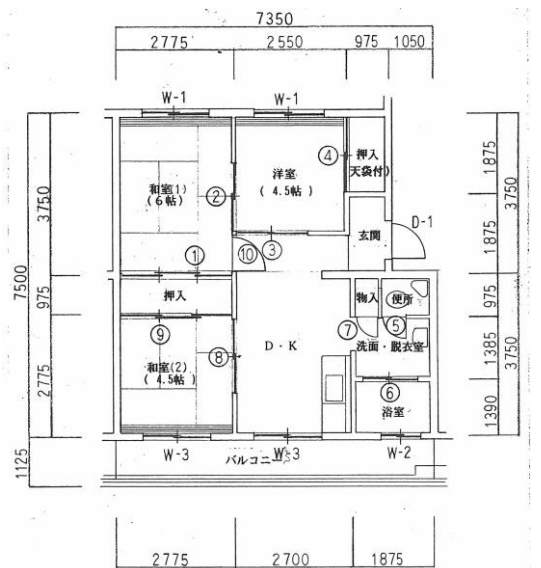 7350
2775 2550 975 1050
W-1 W-1
④ 押入
天袋付)
洋室
( 4.5帖 )
和室(1)
(6帖)
②
D-1
玄関
③
⑩
①
押入
物入 便所
⑦ ⑤
D・K
洗面・脱衣室
⑨
和室(2)
( 4.5帖 )
⑧
⑥
浴室
W-3 W-3 W-2
バルコニー
7500
3750
975
2775
1125
1875
1875
975
1385
1390
3750
3750
2775 2700 1875